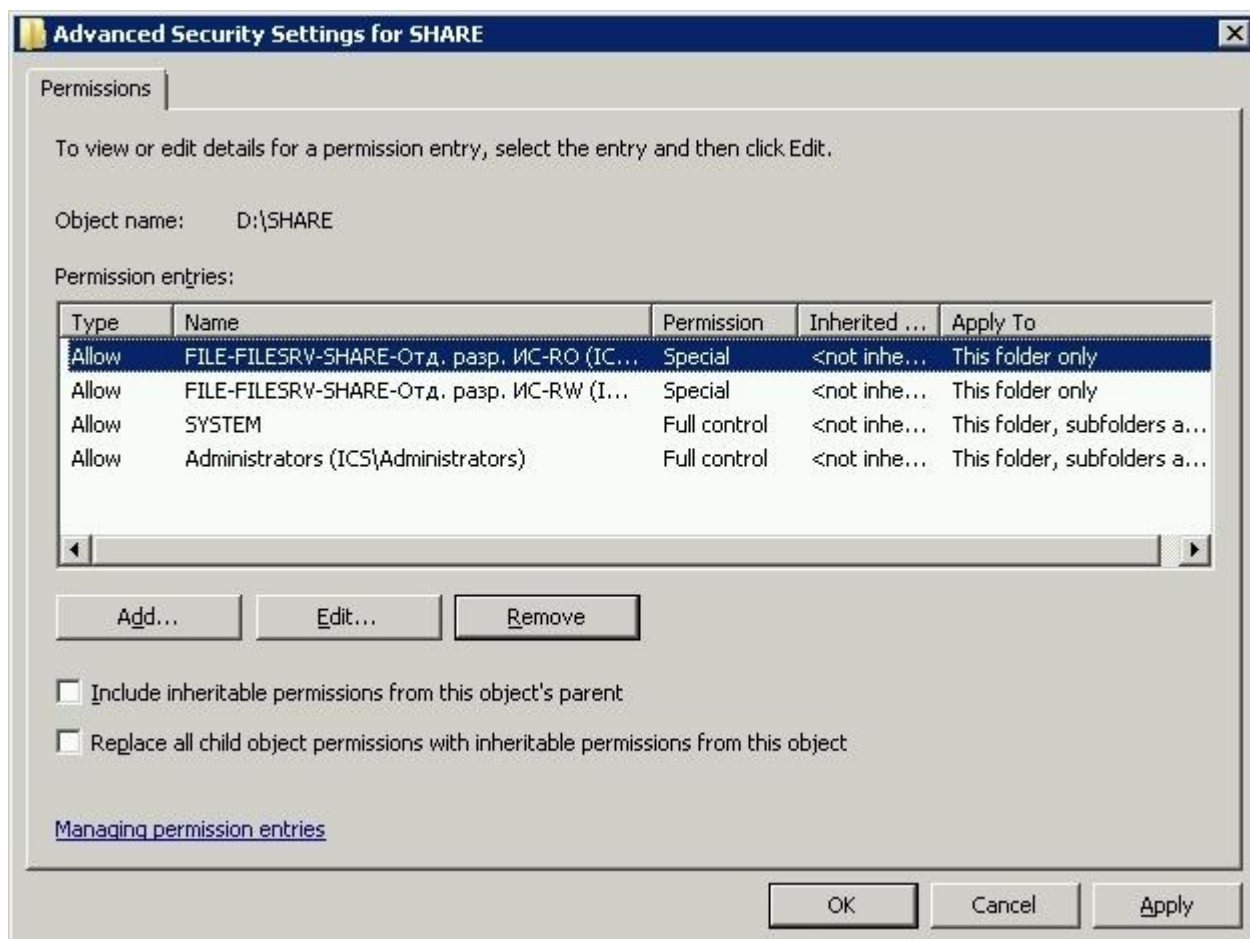 Advanced Security Settings for SHARE
Permissions
To view or edit details for a permission entry, select the entry and then click Edit.
Object name: D:\SHARE
Permission entries:
Type Name Permission Inherited ... Apply To
Allow FILE-FILESRV-SHARE-Отд. разр. ИС-RO (IC... Special <not inhe... This folder only
Allow FILE-FILESRV-SHARE-Отд. разр. ИС-RW (I... Special <not inhe... This folder only
Allow SYSTEM Full control <not inhe... This folder, subfolders a...
Allow Administrators (ICS\Administrators) Full control <not inhe... This folder, subfolders a...
Add... Edit... Remove
Include inheritable permissions from this object's parent
Replace all child object permissions with inheritable permissions from this object
Managing permission entries
OK Cancel Apply